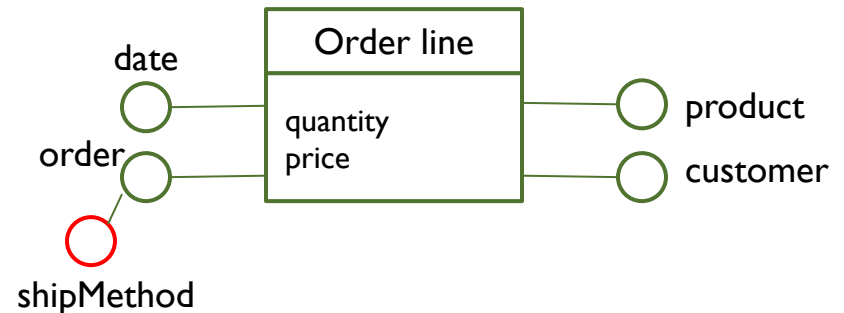 Order line
date
quantity
price
product
order
customer
shipMethod